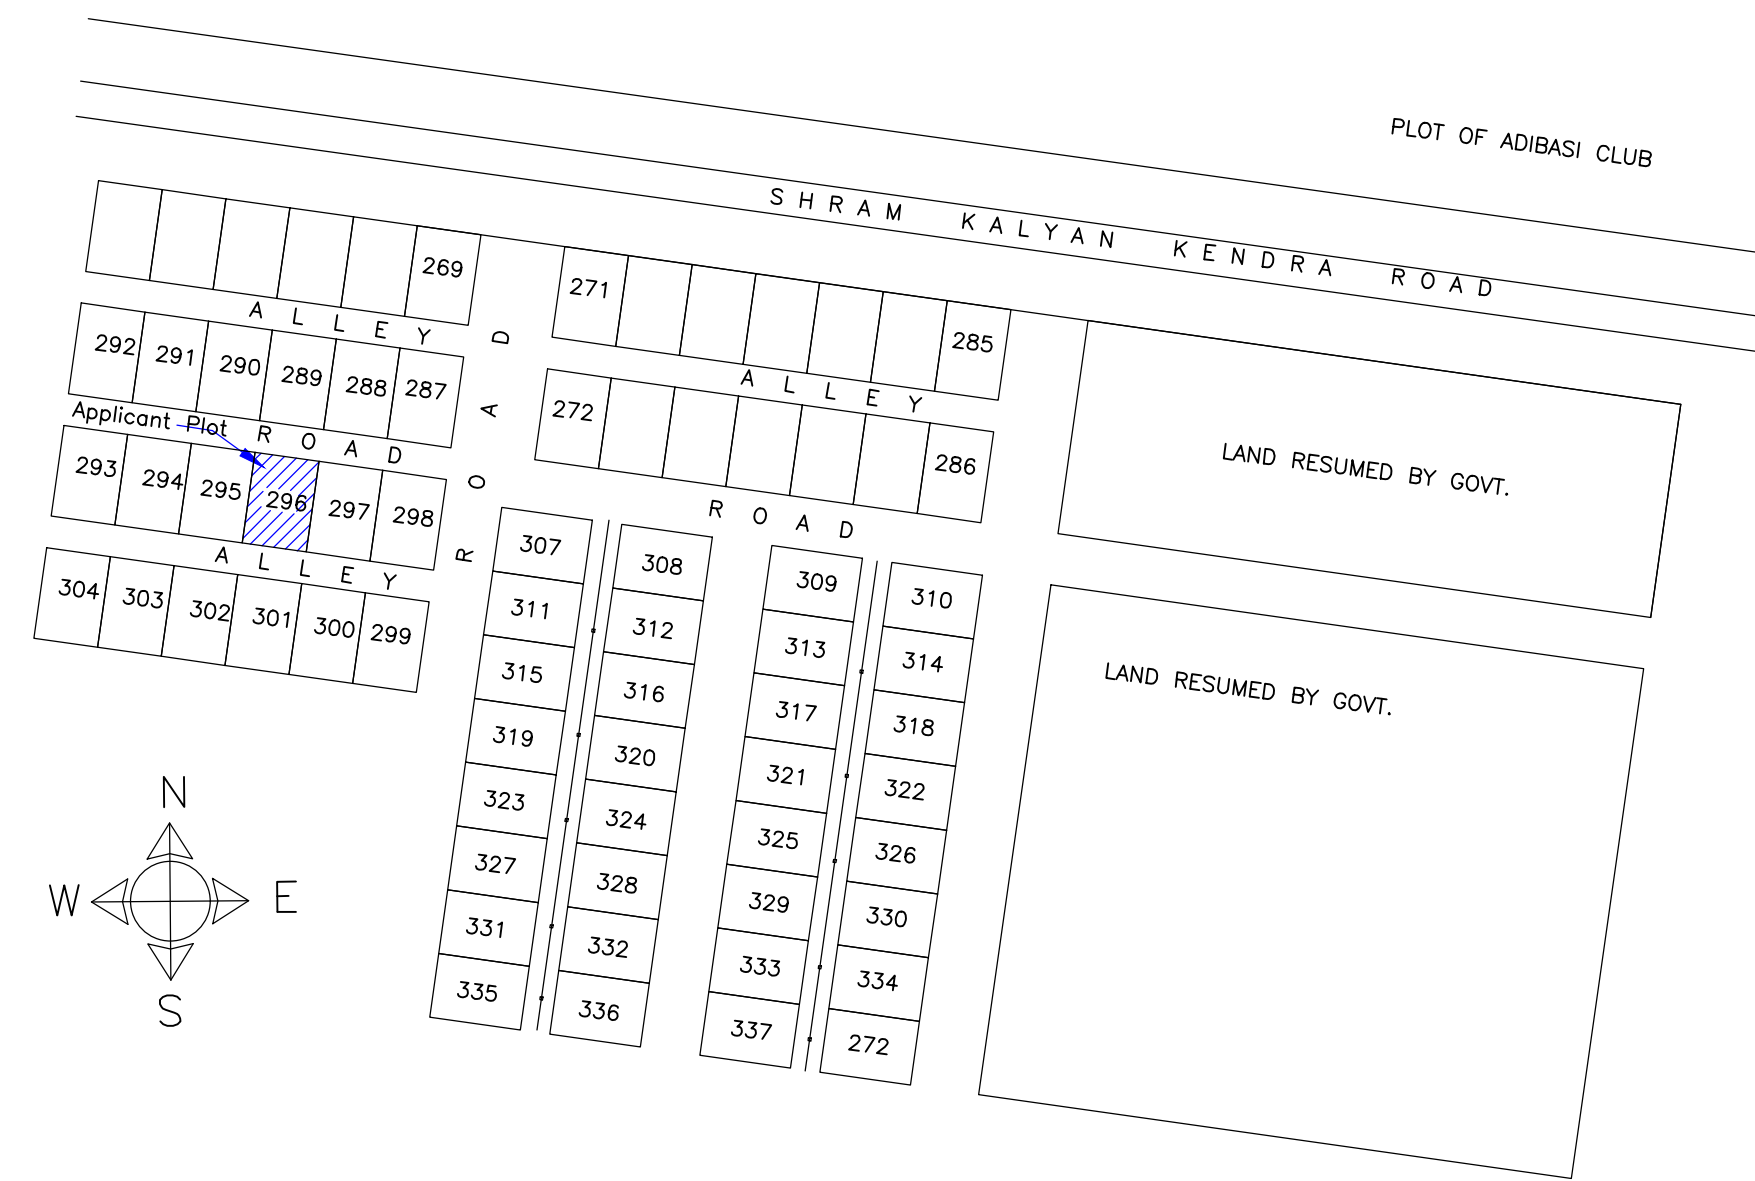 PLOT OF ADIBASI CLUB
SHRAM KALYAN KENDRA ROAD
269
271
285
ALLEY
292 291 290 289 288 287
ROAD
272
ALLEY
286
LAND RESUMED BY GOVT.
Applicant Plot
ROAD
293 294 295 296 297 298
ROAD
ALLEY
304 303 302 301 300 299
307 308 309 310
311 312 313 314
315 316 317 318
319 320 321 322
323 324 325 326
327 328 329 330
331 332 333 334
335 336 337 272
LAND RESUMED BY GOVT.
N
W E
S